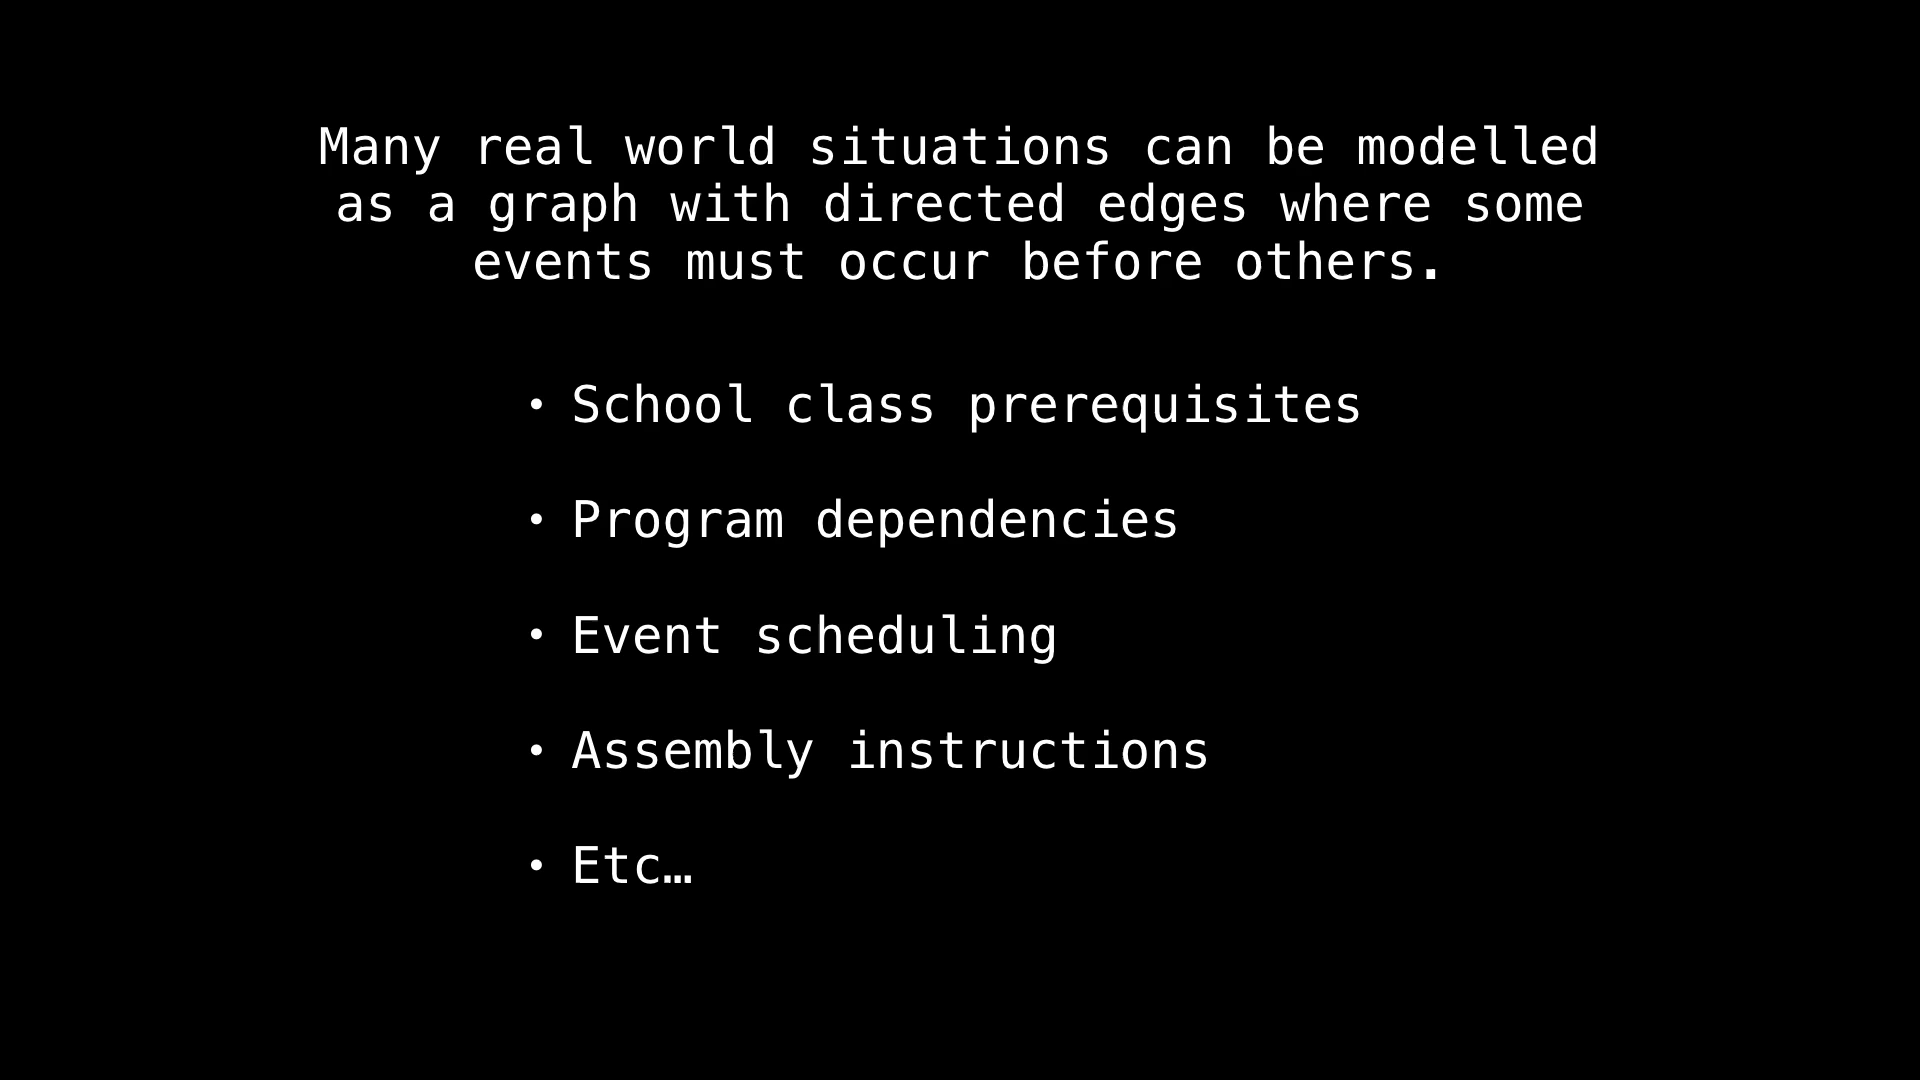 Many real world situations can be modelled
as a graph with directed edges where some
events must occur before others.
• School class prerequisites
• Program dependencies
• Event scheduling
• Assembly instructions
• Etc…